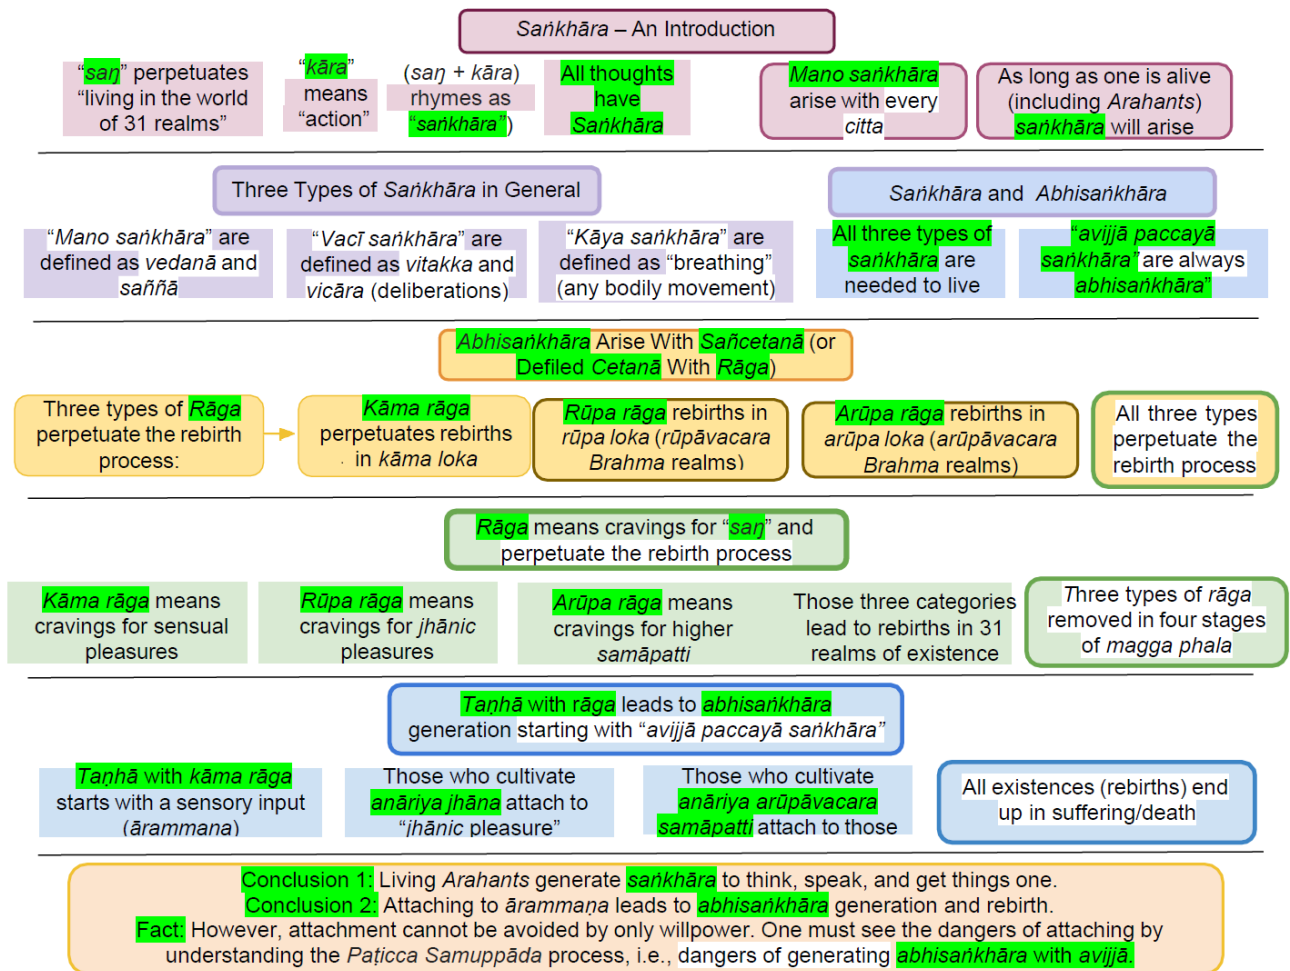 Saṅkhāra – An Introduction
“saŋ” perpetuates
“living in the world
of 31 realms”
“kāra”
means
“action”
(saŋ + kāra)
rhymes as
“saṅkhāra”)
All thoughts
have
Saṅkhāra
Mano saṅkhāra
arise with every
citta
As long as one is alive
(including Arahants)
saṅkhāra will arise
Three Types of Saṅkhāra in General
Saṅkhāra and Abhisaṅkhāra
“Mano saṅkhāra” are
defined as vedanā and
saññā
“Vacī saṅkhāra” are
defined as vitakka and
vicāra (deliberations)
“Kāya saṅkhāra” are
defined as “breathing”
(any bodily movement)
All three types of
saṅkhāra are
needed to live
“avijjā paccayā
saṅkhāra” are always
abhisaṅkhāra”
Abhisaṅkhāra Arise With Sañcetanā (or
Defiled Cetanā With Rāga)
Three types of Rāga
perpetuate the rebirth
process:
Kāma rāga
perpetuates rebirths
in kāma loka
Rūpa rāga rebirths in
rūpa loka (rūpāvacara
Brahma realms)
Arūpa rāga rebirths in
arūpa loka (arūpāvacara
Brahma realms)
All three types
perpetuate the
rebirth process
Rāga means cravings for “saŋ” and
perpetuate the rebirth process
Kāma rāga means
cravings for sensual
pleasures
Rūpa rāga means
cravings for jhānic
pleasures
Arūpa rāga means
cravings for higher
samāpatti
Those three categories
lead to rebirths in 31
realms of existence
Three types of rāga
removed in four stages
of magga phala
Taṇhā with rāga leads to abhisaṅkhāra
generation starting with “avijjā paccayā saṅkhāra”
Taṇhā with kāma rāga
starts with a sensory input
(ārammaṇa)
Those who cultivate
anāriya jhāna attach to
“jhānic pleasure”
Those who cultivate
anāriya arūpāvacara
samāpatti attach to those
All existences (rebirths) end
up in suffering/death
Conclusion 1: Living Arahants generate saṅkhāra to think, speak, and get things one.
Conclusion 2: Attaching to ārammaṇa leads to abhisaṅkhāra generation and rebirth.
Fact: However, attachment cannot be avoided by only willpower. One must see the dangers of attaching by
understanding the Paṭicca Samuppāda process, i.e., dangers of generating abhisaṅkhāra with avijjā.